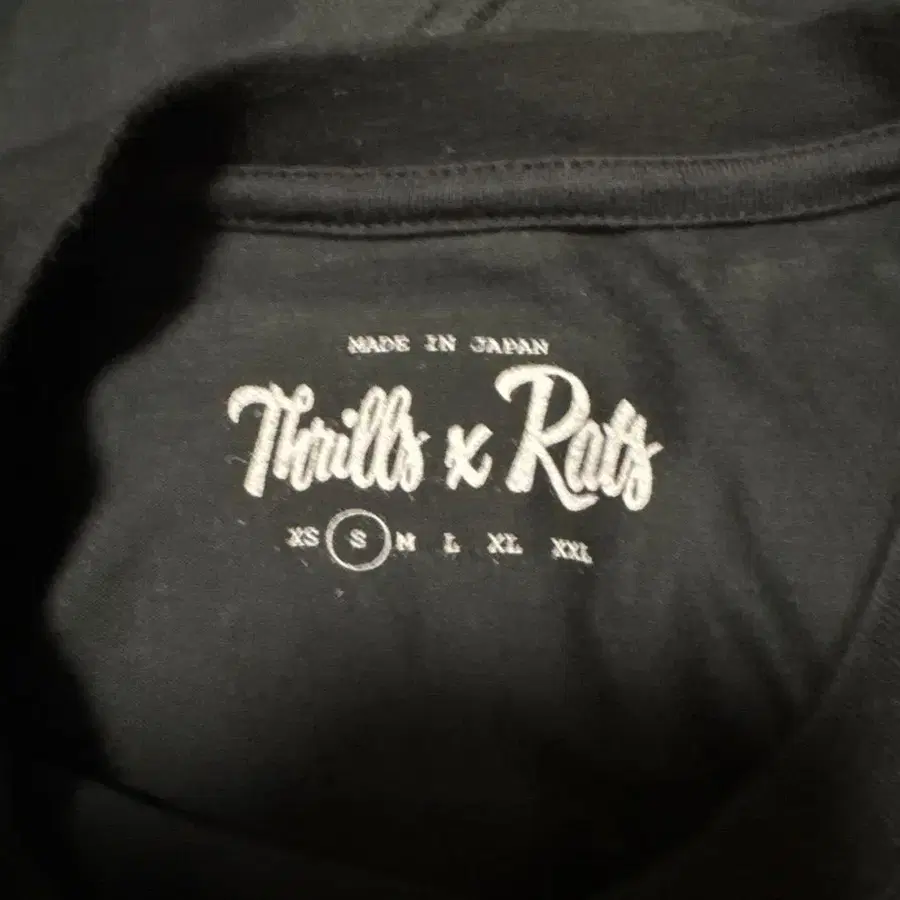 MADE IN JAPAN
Thrills x Rats
XS S M L XL XXL